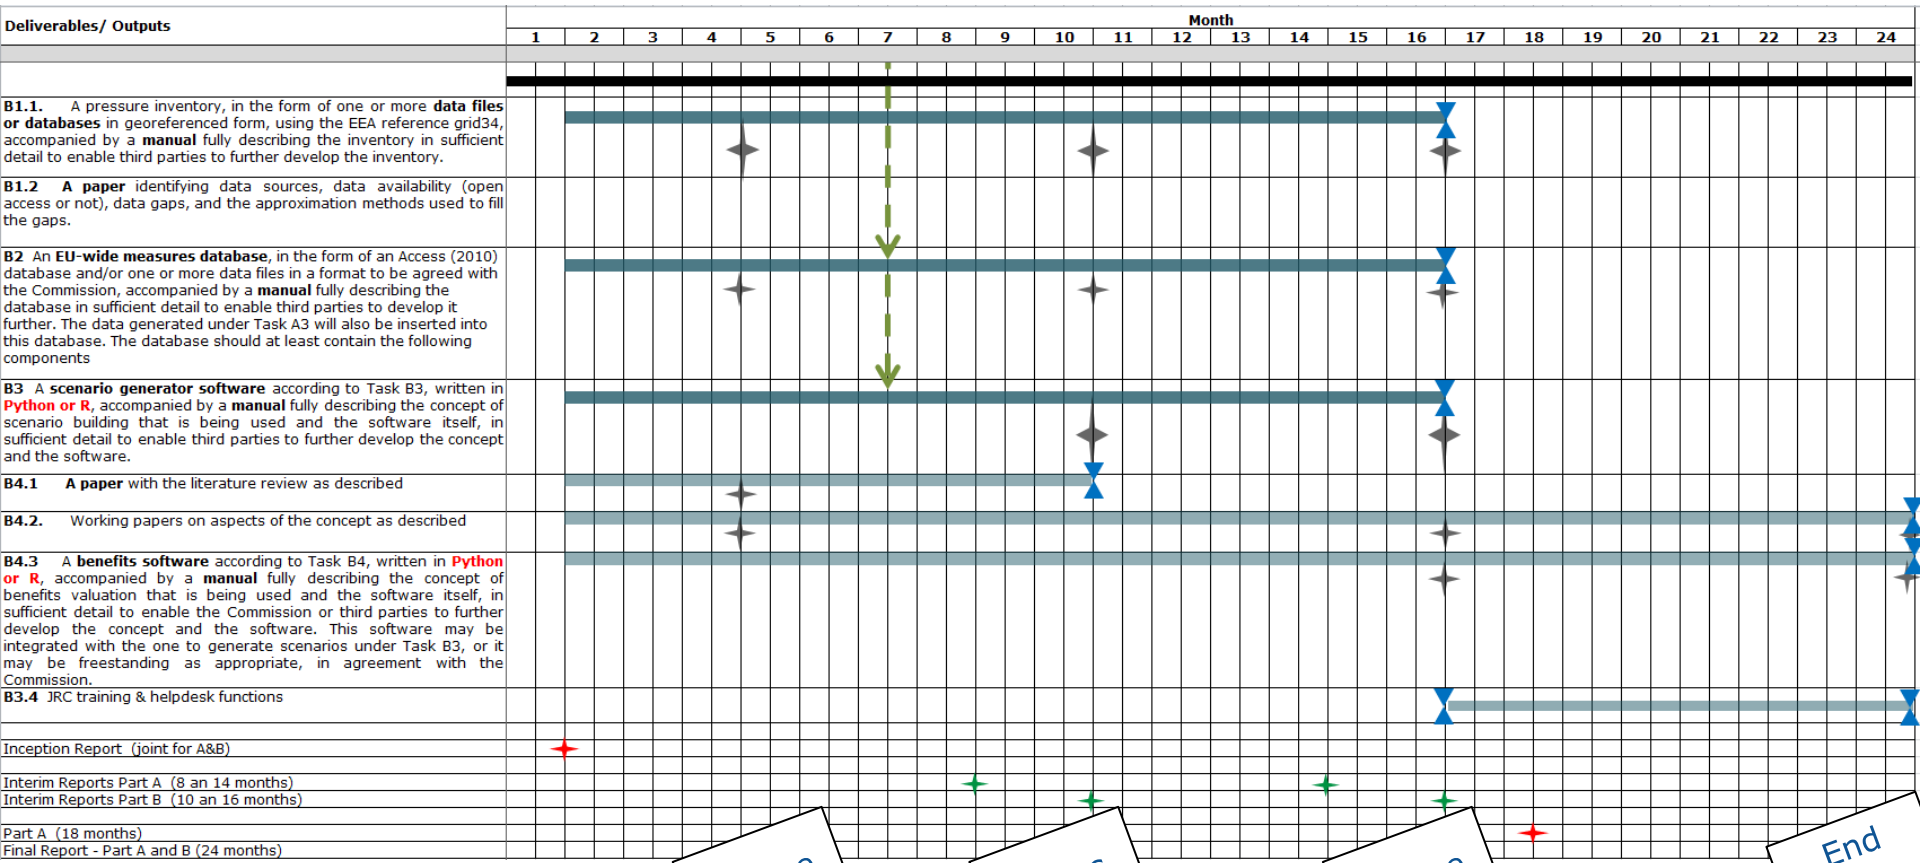 Deliverables/ Outputs
Month
1 2 3 4 5 6 7 8 9 10 11 12 13 14 15 16 17 18 19 20 21 22 23 24
B1.1. A pressure inventory, in the form of one or more data files
or databases in georeferenced form, using the EEA reference grid34,
accompanied by a manual fully describing the inventory in sufficient
detail to enable third parties to further develop the inventory.
B1.2 A paper identifying data sources, data availability (open
access or not), data gaps, and the approximation methods used to fill
the gaps.
B2 An EU-wide measures database, in the form of an Access (2010)
database and/or one or more data files in a format to be agreed with
the Commission, accompanied by a manual fully describing the
database in sufficient detail to enable third parties to develop it
further. The data generated under Task A3 will also be inserted into
this database. The database should at least contain the following
components
B3 A scenario generator software according to Task B3, written in
Python or R, accompanied by a manual fully describing the concept of
scenario building that is being used and the software itself, in
sufficient detail to enable third parties to further develop the concept
and the software.
B4.1 A paper with the literature review as described
B4.2. Working papers on aspects of the concept as described
B4.3 A benefits software according to Task B4, written in Python
or R, accompanied by a manual fully describing the concept of
benefits valuation that is being used and the software itself, in
sufficient detail to enable the Commission or third parties to further
develop the concept and the software. This software may be
integrated with the one to generate scenarios under Task B3, or it
may be freestanding as appropriate, in agreement with the
Commission.
B3.4 JRC training & helpdesk functions
Inception Report (joint for A&B)
Interim Reports Part A (8 an 14 months)
Interim Reports Part B (10 an 16 months)
Part A (18 months)
Final Report - Part A and B (24 months)
End